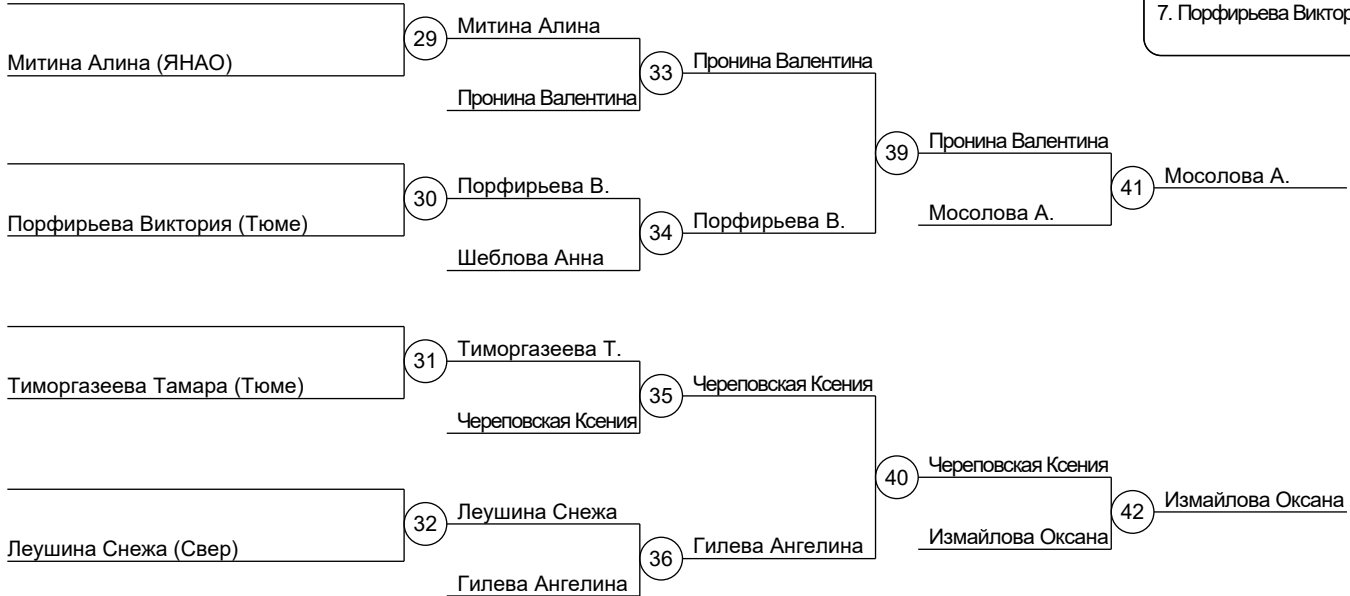 7. Порфирьева
29
Митина Алина
Митина Алина (ЯНАО)
33
Пронина Валентина
Пронина Валентина
39
Пронина Валентина
30
Порфирьева В.
41
Мосолова А.
Порфирьева Виктория (Тюме)
34
Порфирьева В.
Мосолова А.
Шеблова Анна
31
Тиморгазеева Т.
Тиморгазеева Тамара (Тюме)
35
Череповская Ксения
Череповская Ксения
40
Череповская Ксения
32
Леушина Снежа
42
Измайлова Оксана
Леушина Снежа (Свер)
36
Гилева Ангелина
Измайлова Оксана
Гилева Ангелина